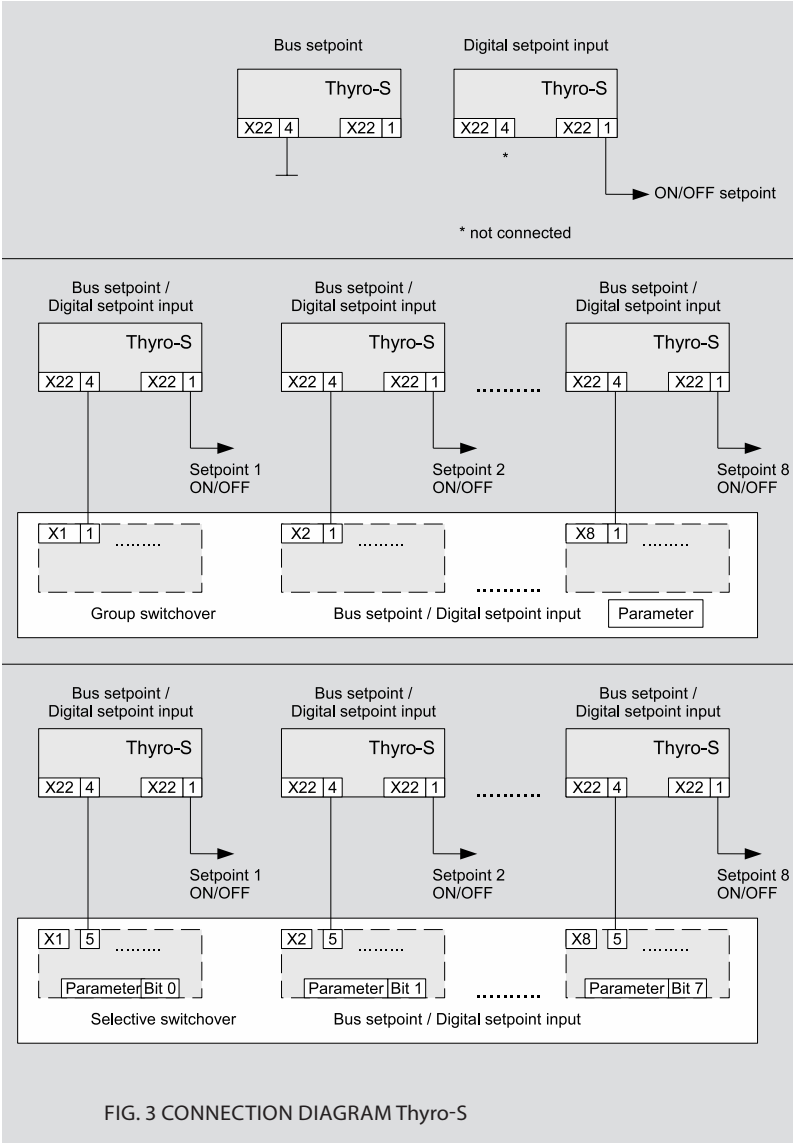 Bus setpoint Digital setpoint input
Thyro-S Thyro-S
X22 4 X22 1 X22 4 X22 1
*
ON/OFF setpoint
* not connected
Bus setpoint / Bus setpoint / Bus setpoint /
Digital setpoint input Digital setpoint input Digital setpoint input
Thyro-S Thyro-S Thyro-S
X22 4 X22 1 X22 4 X22 1 .......... X22 4 X22 1
Setpoint 1 Setpoint 2 Setpoint 8
ON/OFF ON/OFF ON/OFF
X1 1 ......... X2 1 ......... X8 1 .........
..........
Group switchover Bus setpoint / Digital setpoint input Parameter
Bus setpoint / Bus setpoint / Bus setpoint /
Digital setpoint input Digital setpoint input Digital setpoint input
Thyro-S Thyro-S Thyro-S
X22 4 X22 1 X22 4 X22 1 .......... X22 4 X22 1
Setpoint 1 Setpoint 2 Setpoint 8
ON/OFF ON/OFF ON/OFF
X1 5 ......... X2 5 ......... X8 5 .........
Parameter Bit 0 Parameter Bit 1 .......... Parameter Bit 7
Selective switchover Bus setpoint / Digital setpoint input
FIG. 3 CONNECTION DIAGRAM Thyro-S